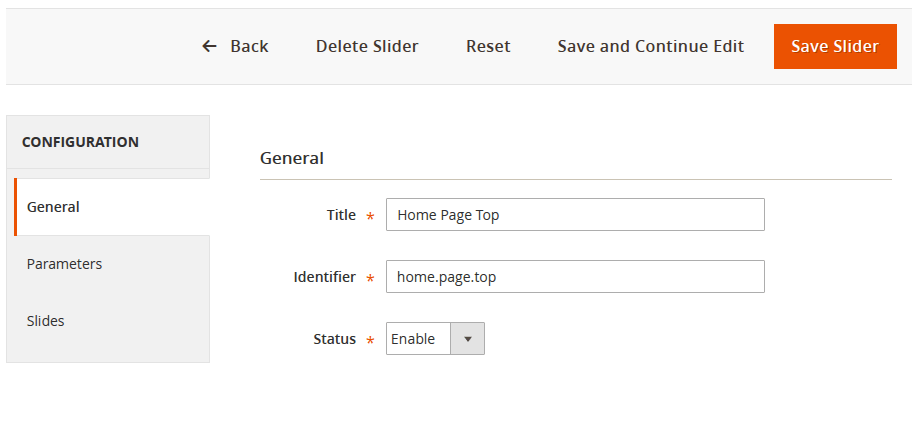 ← Back Delete Slider Reset Save and Continue Edit Save Slider
CONFIGURATION
General
Parameters
Slides
General
Title * Home Page Top
Identifier * home.page.top
Status * Enable